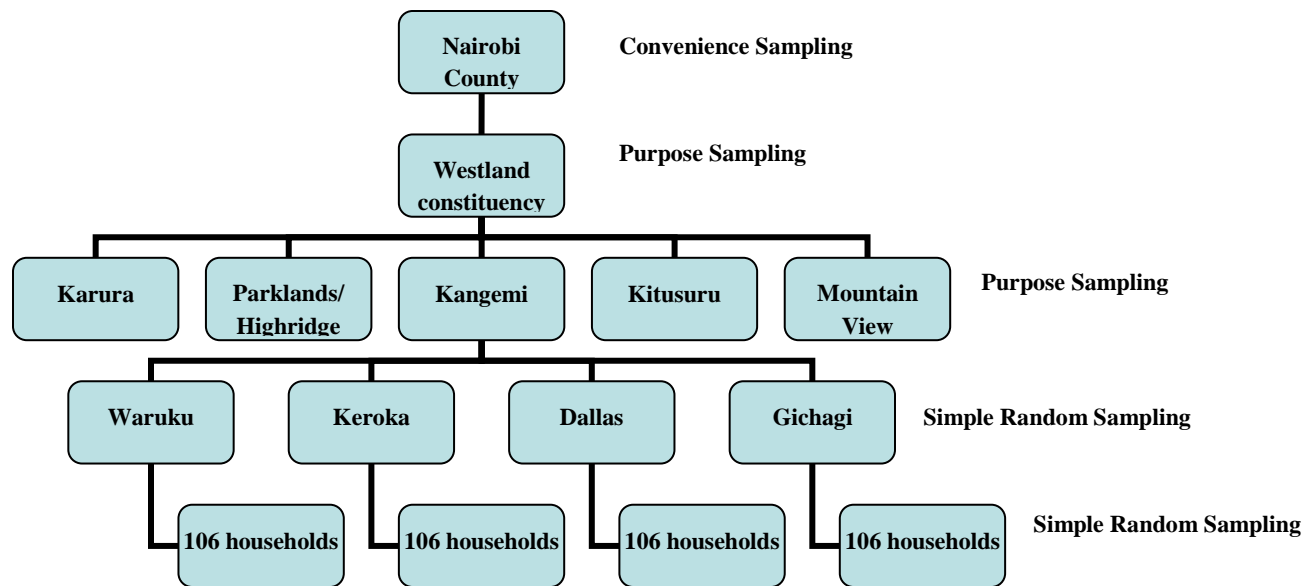 Nairobi
County
Convenience Sampling
Westland
constituency
Purpose Sampling
Karura
Parklands/
Highridge
Kangemi
Kitusuru
Mountain
View
Purpose Sampling
Waruku
Keroka
Dallas
Gichagi
Simple Random Sampling
106 households
106 households
106 households
106 households
Simple Random Sampling